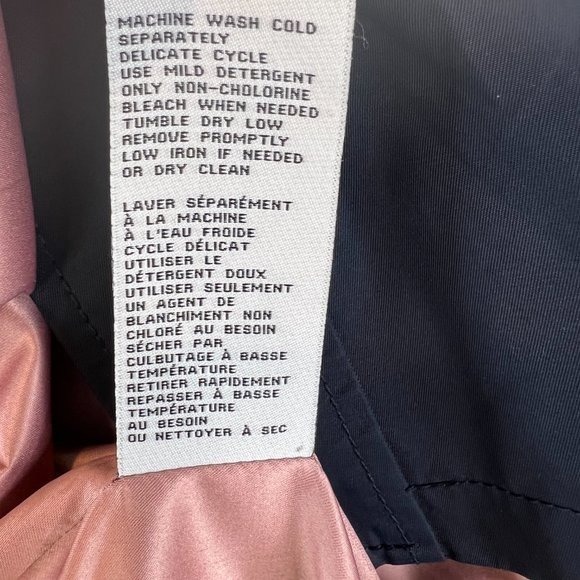 MACHINE WASH COLD
SEPARATELY
DELICATE CYCLE
USE MILD DETERGENT
ONLY NON-CHOLORINE
BLEACH WHEN NEEDED
TUMBLE DRY LOW
REMOVE PROMPTLY
LOW IRON IF NEEDED
OR DRY CLEAN
LAVER SÉPARÉMENT
À LA MACHINE
À L'EAU FROIDE
CYCLE DÉLICAT
UTILISER LE
DÉTERGENT DOUX
UTILISER SEULEMENT
UN AGENT DE
BLANCHIMENT NON
CHLORÉ AU BESOIN
SÉCHER PAR
CULBUTAGE À BASSE
TEMPÉRATURE
RETIRER RAPIDEMENT
REPASSER À BASSE
TEMPÉRATURE
AU BESOIN
OU NETTOYER À SEC